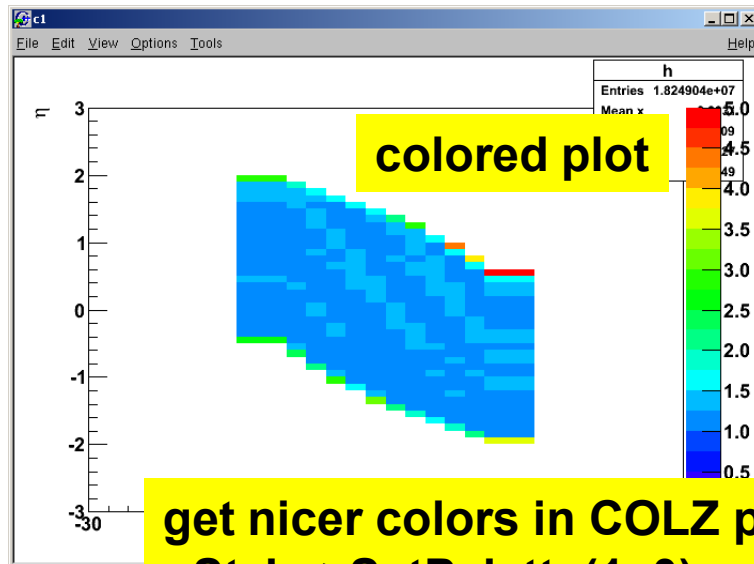 c1
File Edit View Options Tools Help
h
Entries 1.824904e+07
Mean x
09
49
η
3
2
1
0
-1
-2
-3
-30
5.0
4.5
4.0
3.5
3.0
2.5
2.0
1.5
1.0
0.5
colored plot
get nicer colors in COLZ p